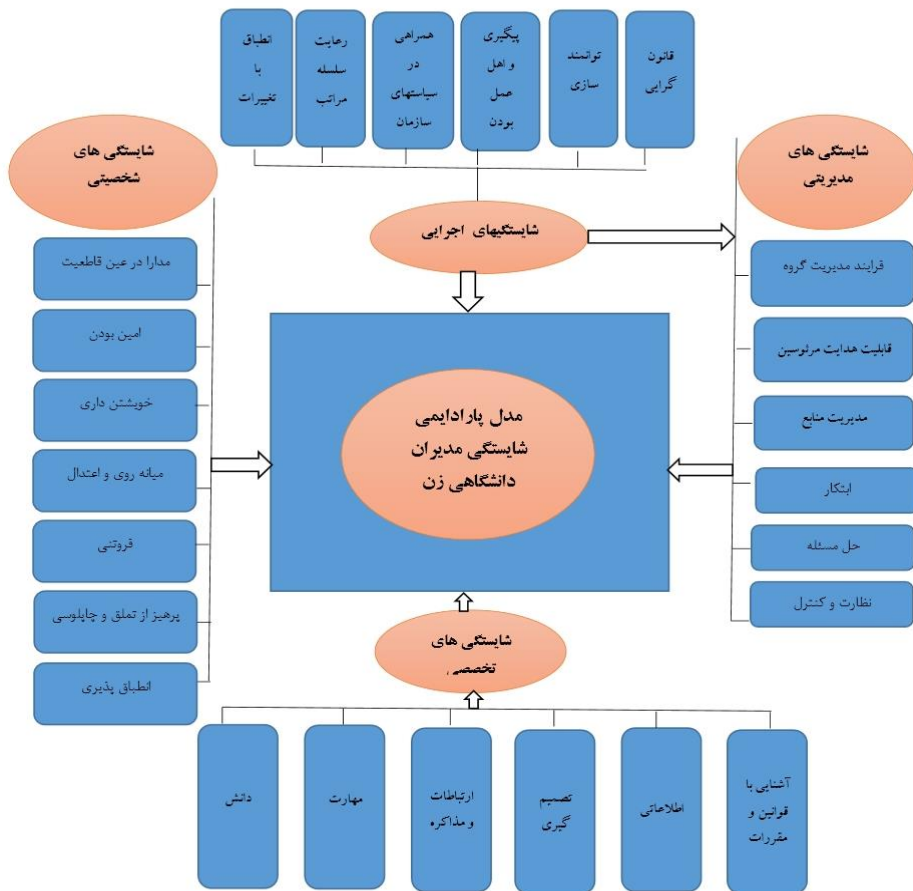 قانون
گرایی
توانمند
سازی
پیگیری
و اهل
عمل
بودن
همراهی
در
سیاستهای
سازمان
رعایت
سلسله
مراتب
انطباق
با
تغییرات
شایستگی های
مدیریتی
شایستگیهای اجرایی
شایستگی های
شخصیتی
فرایند مدیریت گروه
قابلیت هدایت مرئوسین
مدیریت منابع
ابتکار
حل مسئله
نظارت و کنترل
مدل پارادایمی
شایستگی مدیران
دانشگاهی زن
مدارا در عین قاطعیت
امین بودن
خویشتن داری
میانه روی و اعتدال
فروتنی
پرهیز از تملق و چاپلوسی
انطباق پذیری
شایستگی های
تخصصی
آشنایی با
قوانین و
مقررات
اطلاعاتی
تصمیم
گیری
ارتباطات
و مذاکره
مهارت
دانش